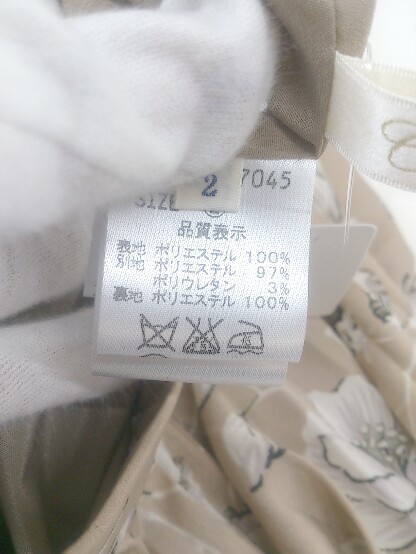 7045
SIZE 2
品質表示
表地 ポリエステル 100%
別地 ポリエステル 97%
ポリウレタン 3%
裏地 ポリエステル 100%